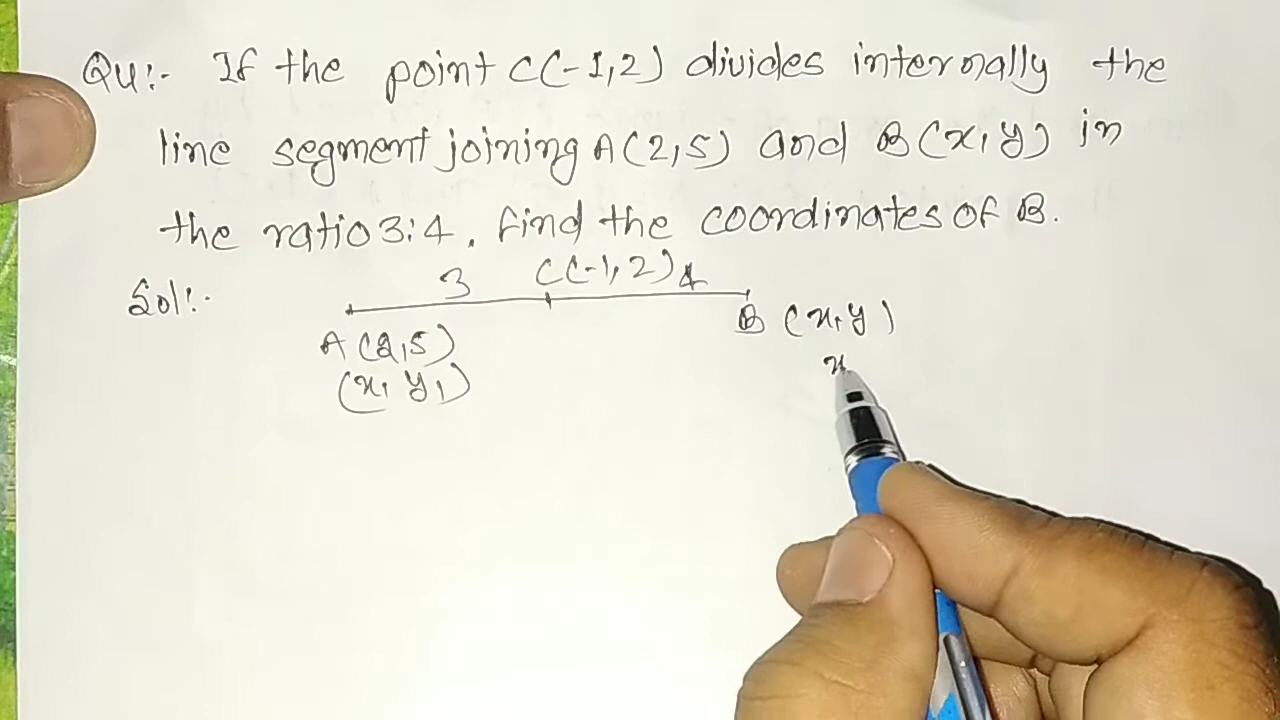 Qu:- If the point C(-1,2) divides internally the
line segment joining A(2,5) and B(x,y) in
the ratio 3:4. Find the coordinates of B.
Sol:-
3 C(-1,2) 4
A(2,5) B(x,y)
(x₁ y₁) x